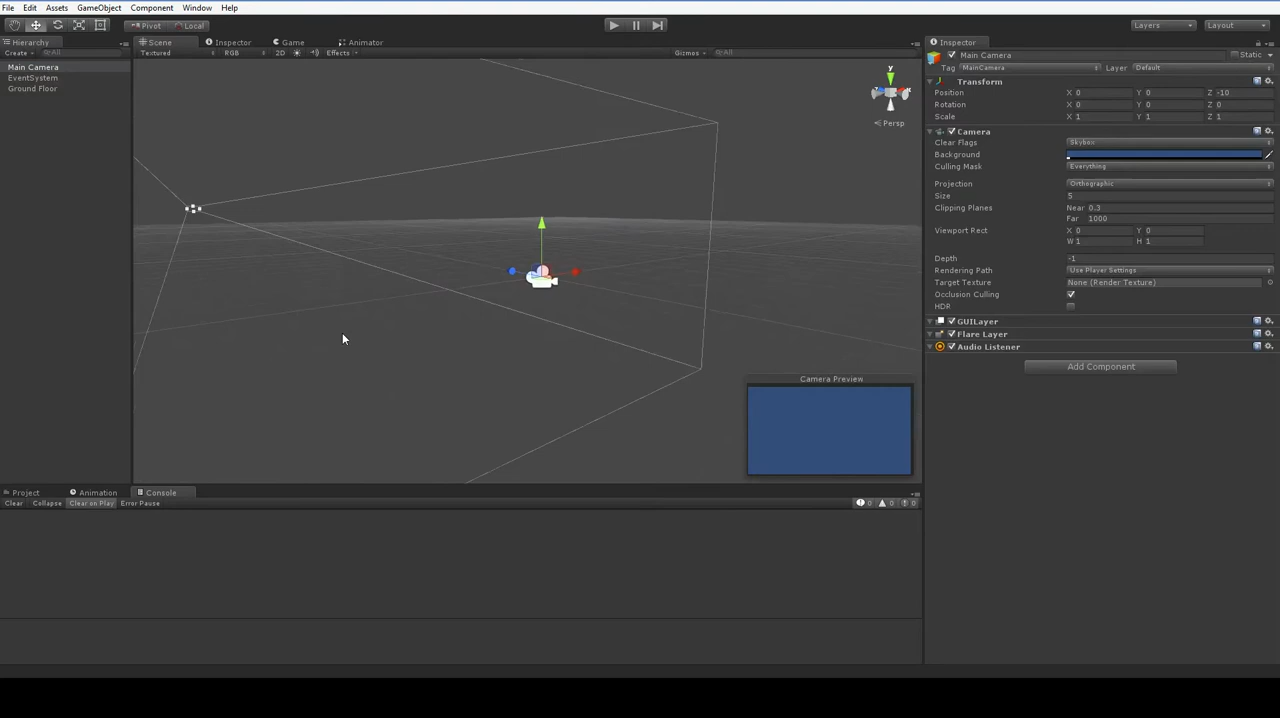 File Edit Assets GameObject Component Window Help
Pivot Local Layers Layout
Hierarchy Scene Inspector Game Animator Inspector
Create All Textured RGB 2D Effects Gizmos All
Main Camera
EventSystem
Ground Floor
y
Persp
Camera Preview
Main Camera Static
Tag MainCamera Layer Default
Transform
Position X 0 Y 0 Z -10
Rotation X 0 Y 0 Z 0
Scale X 1 Y 1 Z 1
Camera
Clear Flags Skybox
Background
Culling Mask Everything
Projection Orthographic
Size 5
Clipping Planes Near 0.3
Far 1000
Viewport Rect X 0 Y 0
W 1 H 1
Depth -1
Rendering Path Use Player Settings
Target Texture None (Render Texture)
Occlusion Culling
HDR
GUILayer
Flare Layer
Audio Listener
Add Component
Project Animation Console
Clear Collapse Clear on Play Error Pause 0 0 0